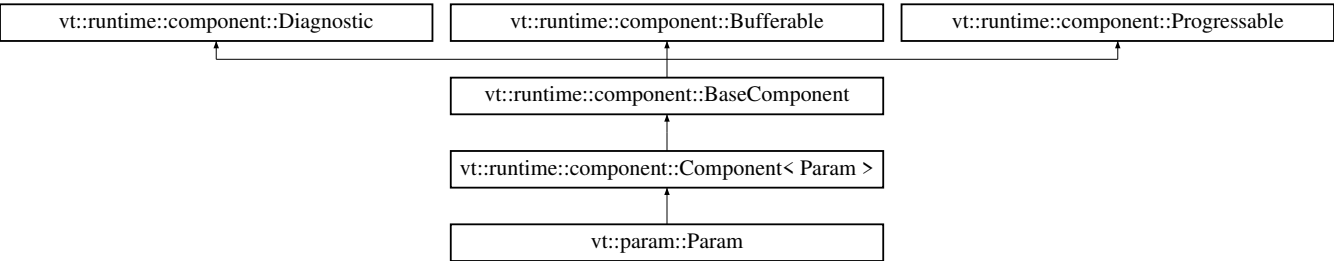 vt::runtime::component::Diagnostic
vt::runtime::component::Bufferable
vt::runtime::component::Progressable
vt::runtime::component::BaseComponent
vt::runtime::component::Component< Param >
vt::param::Param